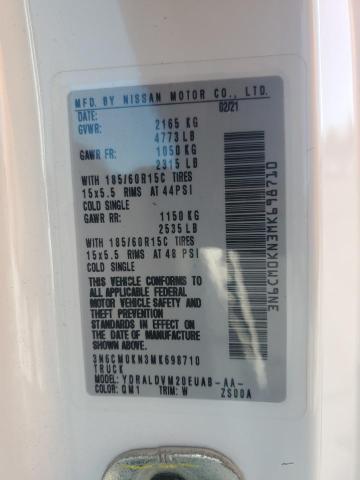 MFD. BY NISSAN MOTOR CO., LTD.
DATE: 02/21
GVWR: 2165 KG
4773 LB
GAWR FR: 1050 KG
2315 LB
WITH 185/60R15C TIRES
15x5.5 RIMS AT 44PSI
COLD SINGLE
GAWR RR: 1150 KG
2535 LB
WITH 185/60R15C TIRES
15x5.5 RIMS AT 48 PSI
COLD SINGLE
THIS VEHICLE CONFORMS TO
ALL APPLICABLE FEDERAL
MOTOR VEHICLE SAFETY
AND THEFT PREVENTION
STANDARDS IN EFFECT ON
THE DATE OF MANUFACTURE
SHOWN ABOVE
3N6CM0KN3MK698710
TRUCK
MODEL: YDRALDVM20EUAB-AA-
COLOR: QM1 TRIM: W ZS00A
3N6CM0KN3MK698710